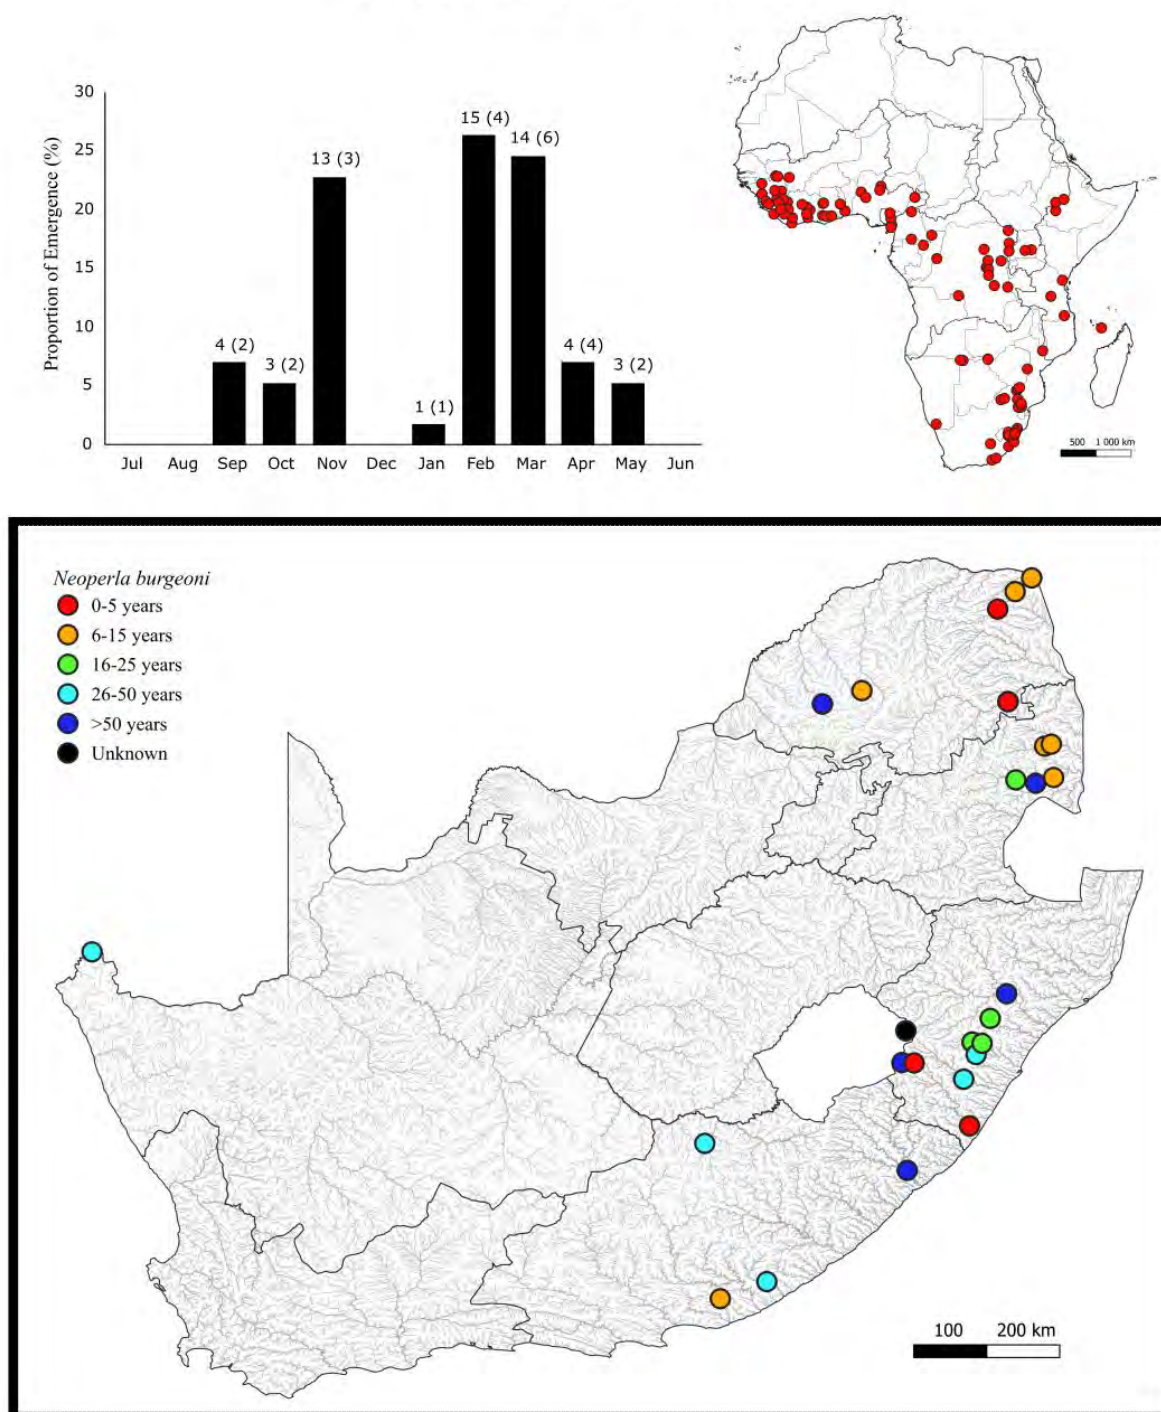 Proportion of Emergence (%)
30
25
20
15
10
5
0
4 (2)
3 (2)
13 (3)
1 (1)
15 (4)
14 (6)
4 (4)
3 (2)
Jul Aug Sep Oct Nov Dec Jan Feb Mar Apr May Jun
500 1 000 km
Neoperla burgeoni
0-5 years
6-15 years
16-25 years
26-50 years
>50 years
Unknown
100 200 km